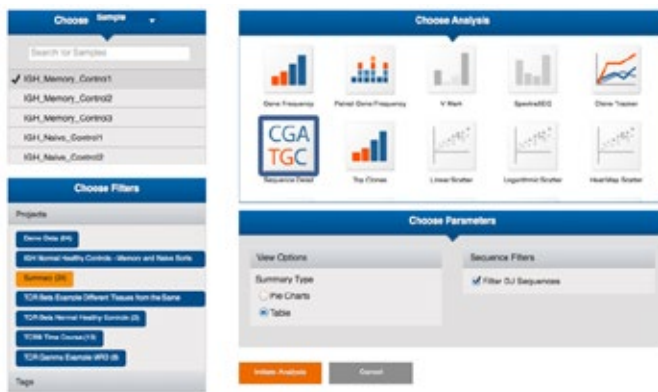 Choose Sample
Search for Samples
IGH_Memory_Control1
IGH_Memory_Control2
IGH_Memory_Control3
IGH_Naive_Control1
IGH_Naive_Control2
Choose Filters
Projects
Demo Data (64)
IGH Normal Healthy Controls - Memory and Naive Sorts
Summary (20)
TCR Beta Example Different Tissues from the Same
TCR Beta Normal Healthy Controls (3)
TCRB Time Course (13)
TCR Gamma Example MRD (8)
Tags
Choose Analysis
Gene Frequency
Paired Gene Frequency
SpectraSEQ
Clone Tracker
CGA
TGC
Sequence Detail
Top Clones
Linear Scatter
Logarithmic Scatter
HeatMap Scatter
Choose Parameters
View Options
Summary Type
Pie Charts
Table
Sequence Filters
Filter DJ Sequences
Initiate Analysis
Cancel